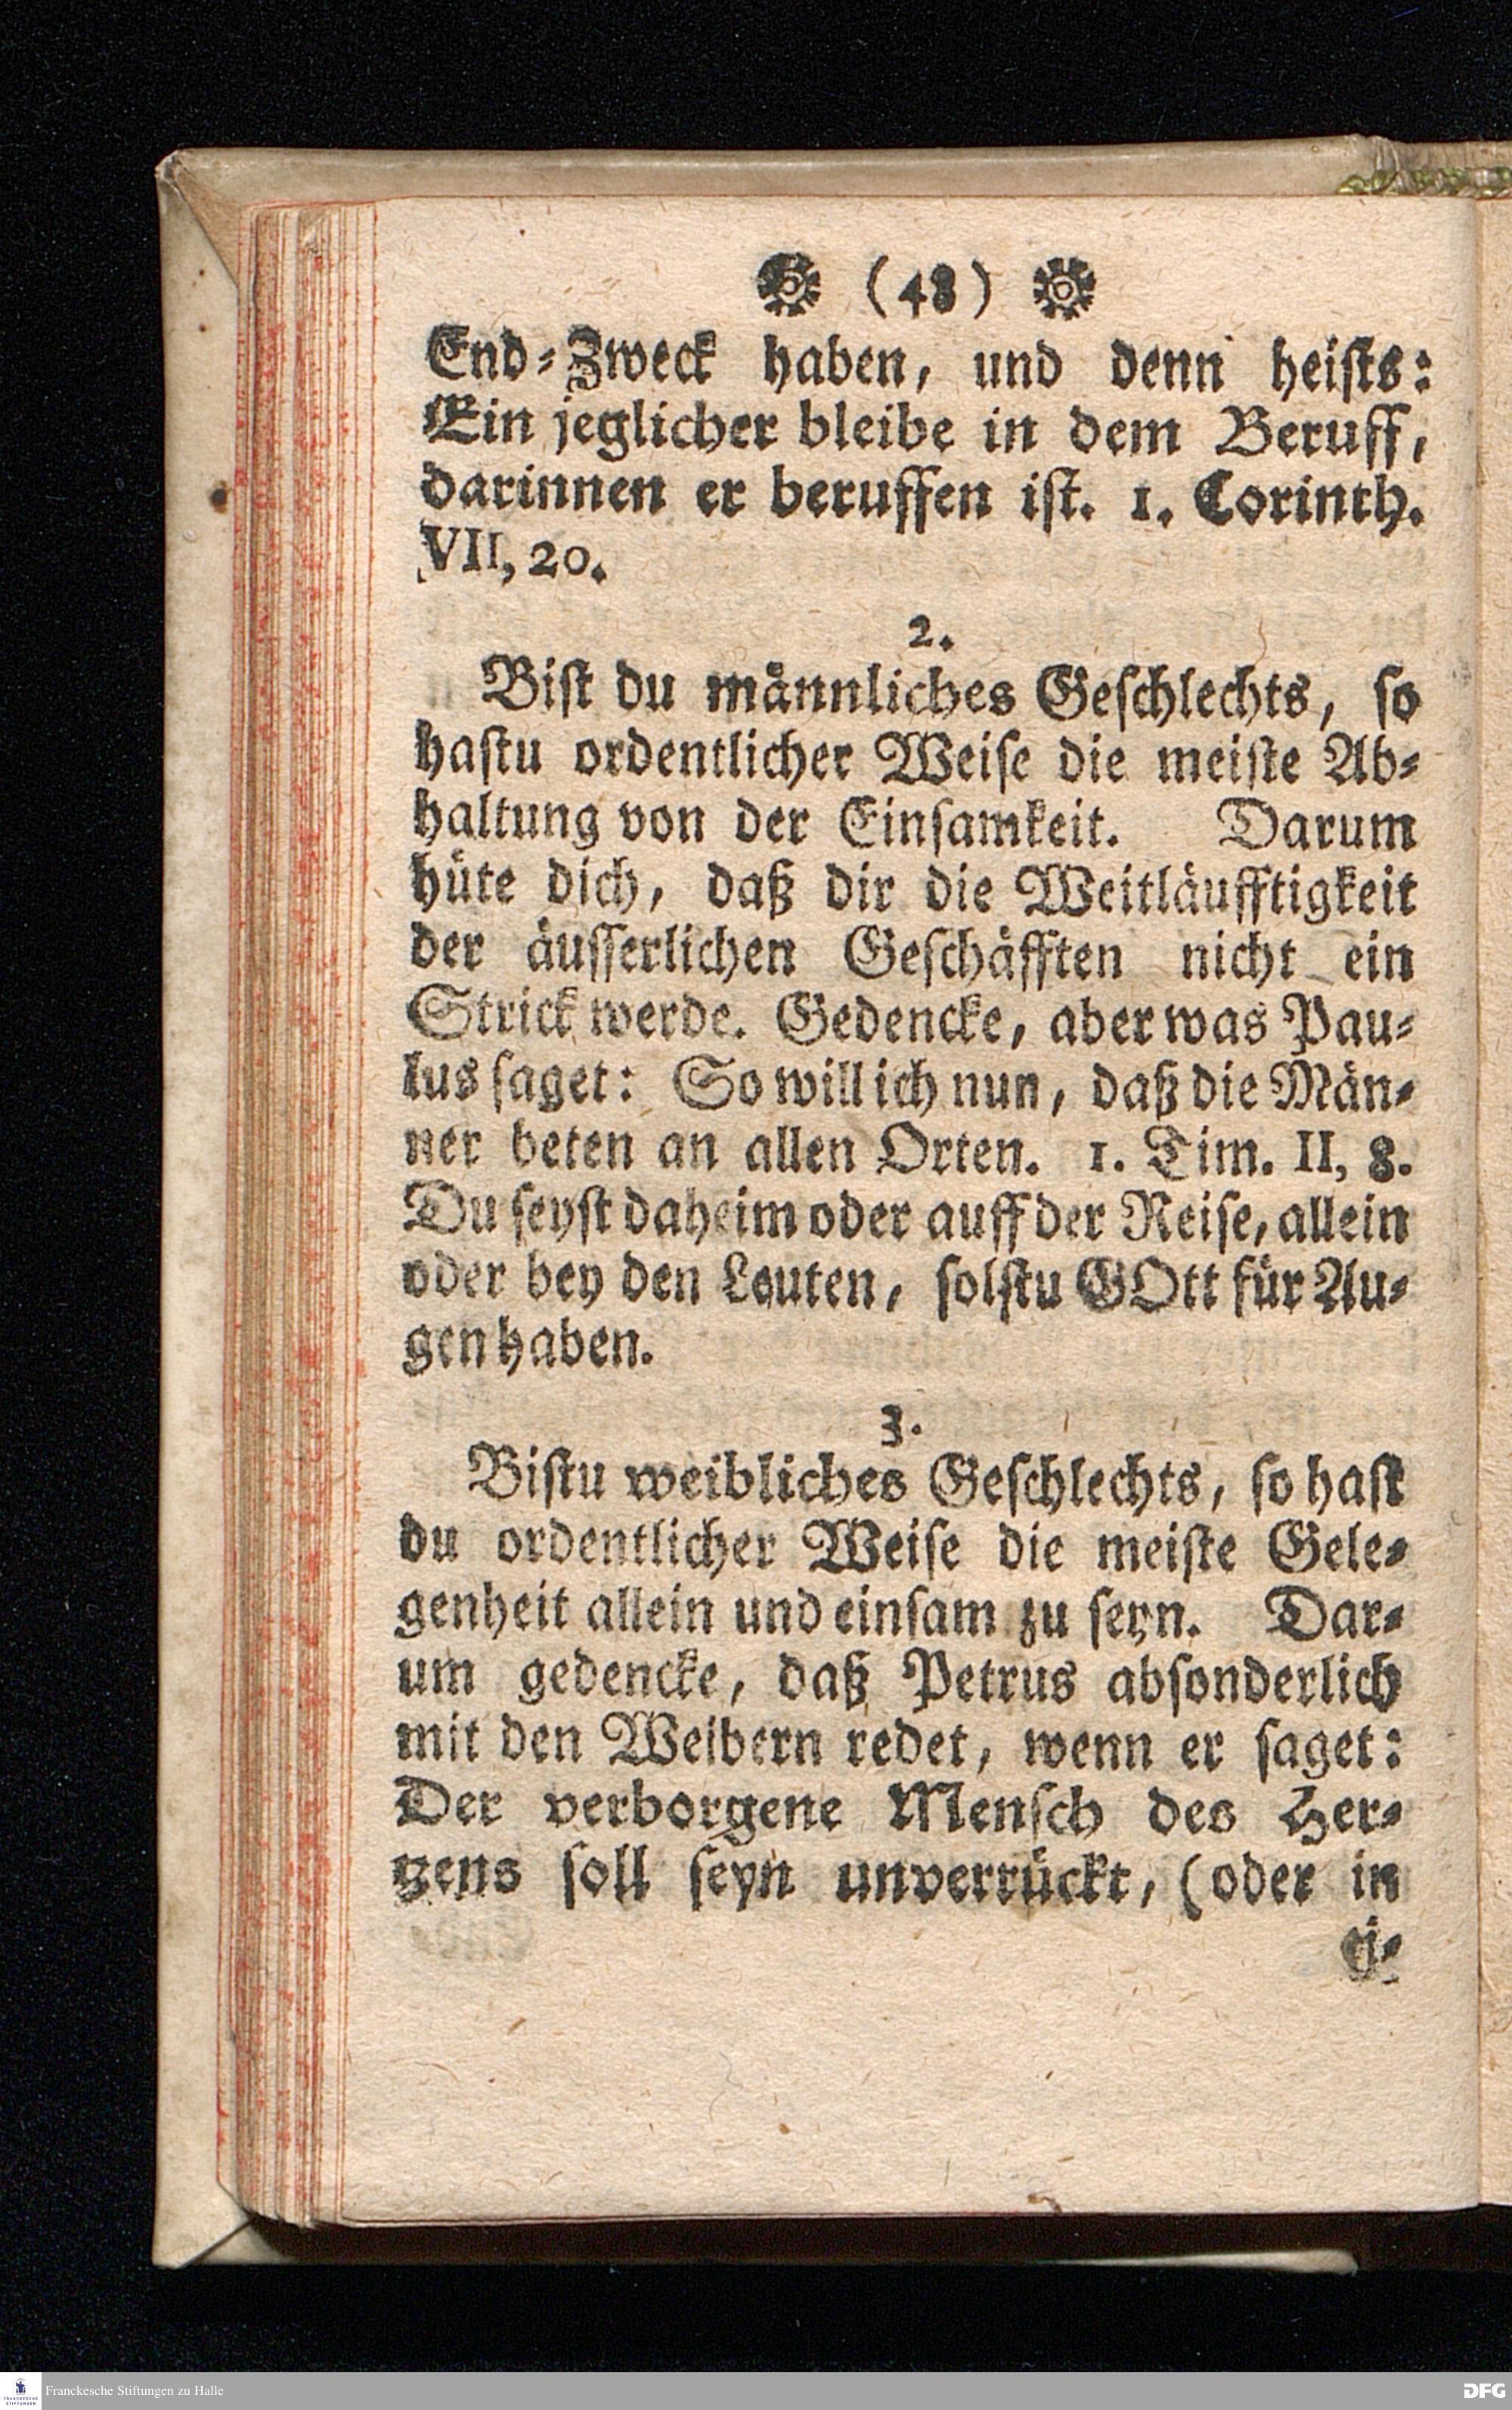 (48)
End-Zweck haben, und denn heists:
Ein jeglicher bleibe in dem Beruff,
darinnen er beruffen ist. 1. Corinth.
VII, 20.
2.
Bist du männliches Geschlechts, so
hastu ordentlicher Weise die meiste Ab-
haltung von der Einsamkeit. Darum
hüte dich, daß dir die Weitläufftigkeit
der äusserlichen Geschäfften nicht ein
Strick werde. Gedencke, aber was Pau-
lus saget: So will ich nun, daß die Män-
ner beten an allen Orten. 1. Tim. II, 8.
Du seyst daheim oder auff der Reise, allein
oder bey den Leuten, solstu GOtt für Au-
gen haben.
3.
Bistu weibliches Geschlechts, so hast
du ordentlicher Weise die meiste Gele-
genheit allein und einsam zu seyn. Dar-
um gedencke, daß Petrus absonderlich
mit den Weibern redet, wenn er saget:
Der verborgene Mensch des Her-
tzens soll seyn unverrückt, (oder in
ei-
Franckesche Stiftungen zu Halle
DFG